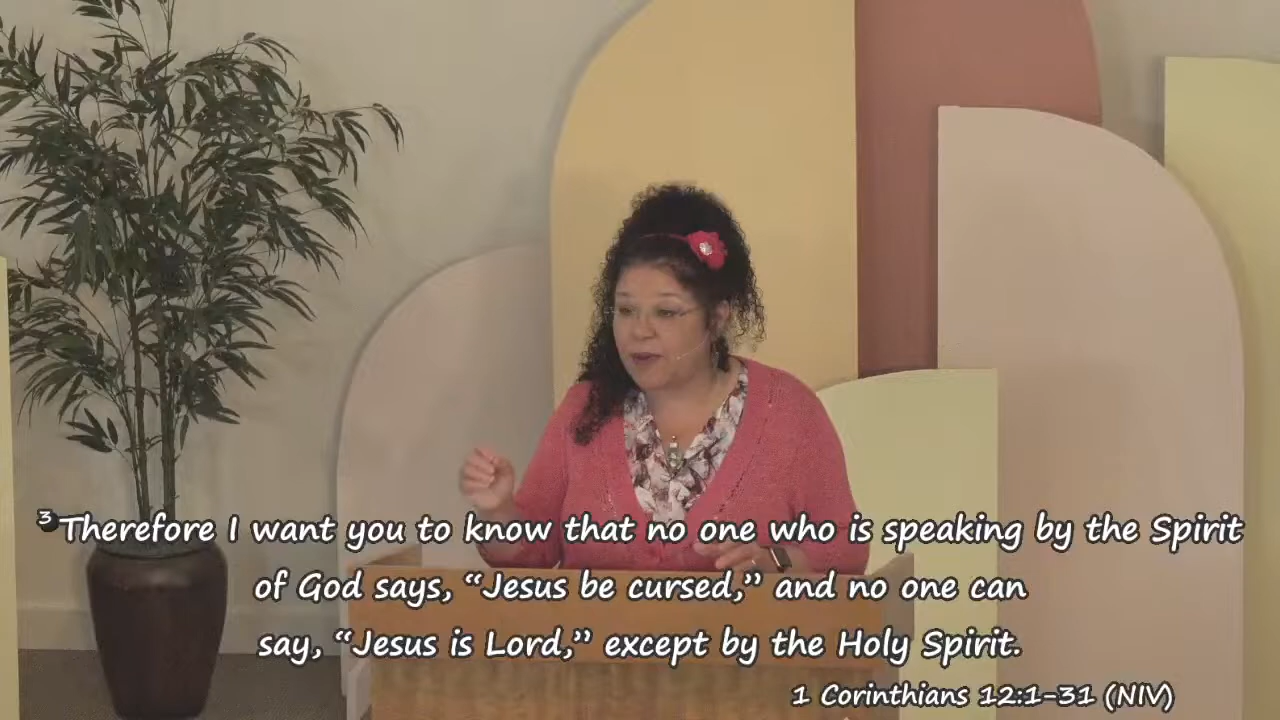 ³ Therefore I want you to know that no one who is speaking by the Spirit
of God says, “Jesus be cursed,” and no one can
say, “Jesus is Lord,” except by the Holy Spirit.
1 Corinthians 12:1-31 (NIV)